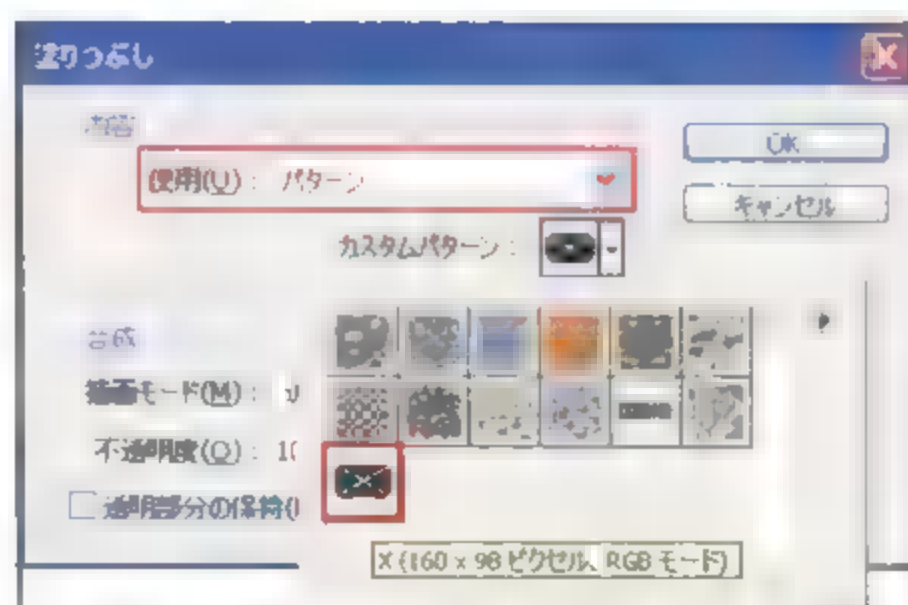 塗りつぶし
内容
OK
使用(U): パターン
キャンセル
カスタムパターン:
合成
描画モード(M):
不透明度(O): 10
透明部分の保持(
X (160 x 98 ピクセル、RGB モード)